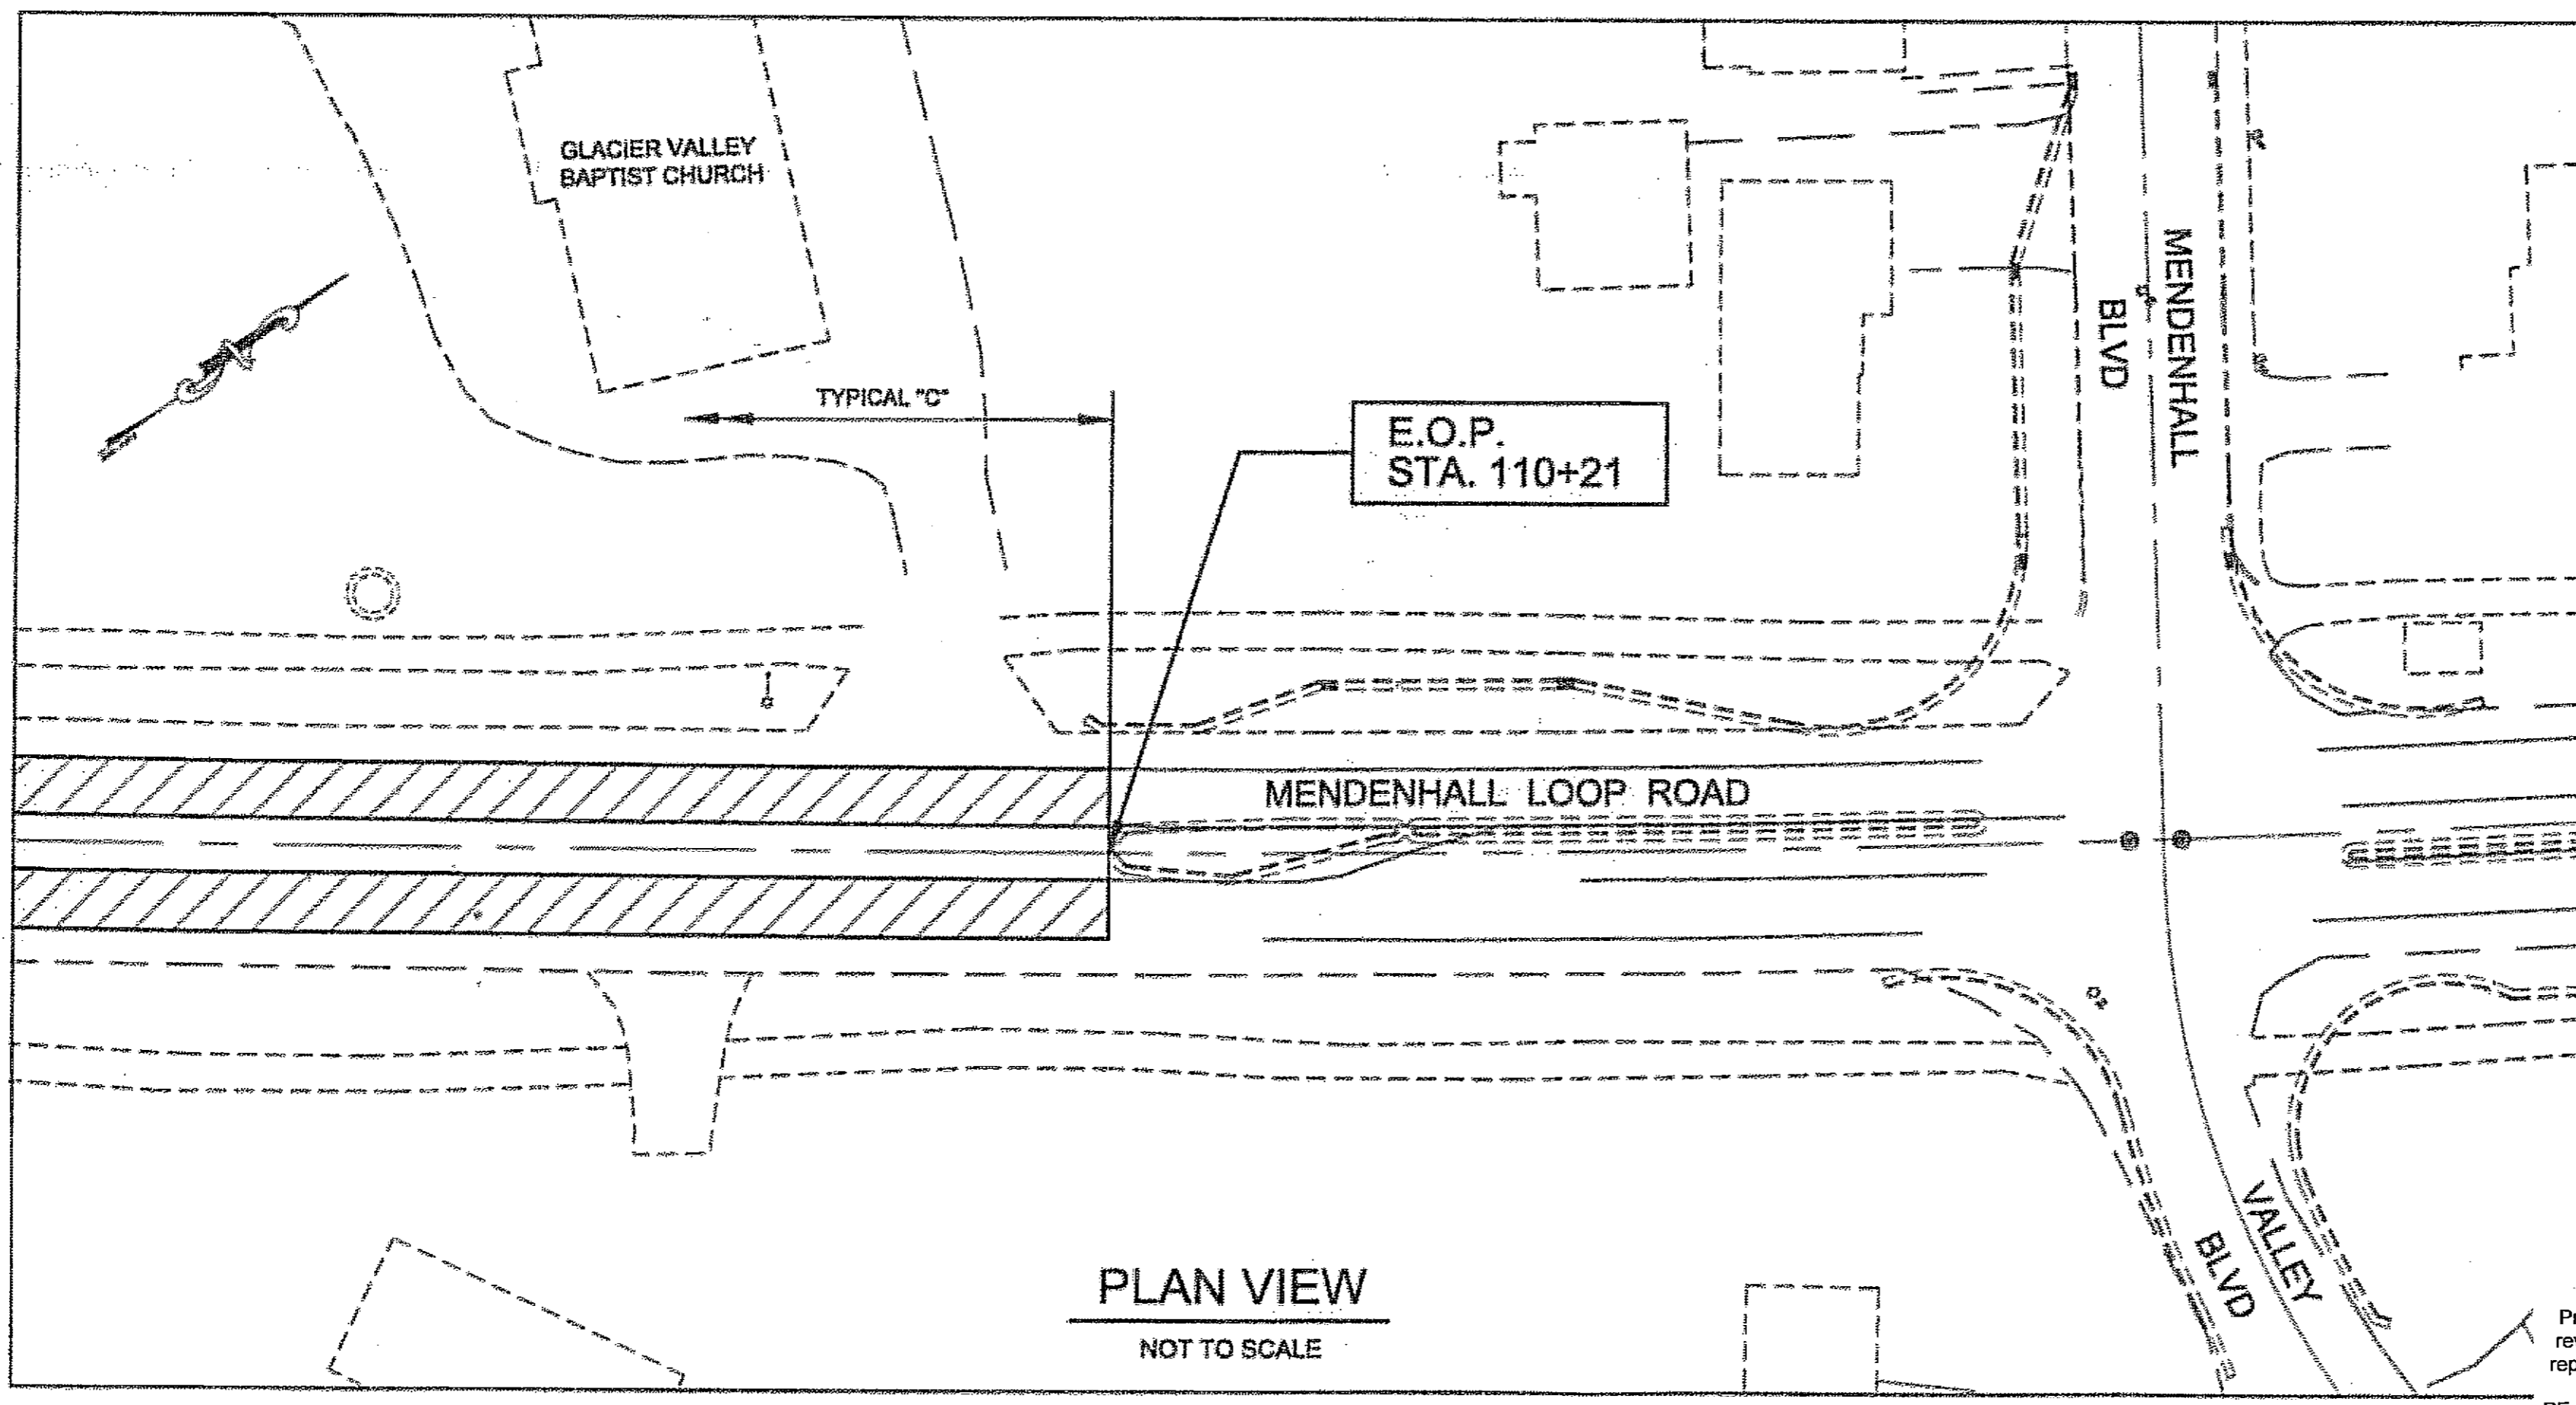 GLACIER VALLEY
BAPTIST CHURCH
TYPICAL "C"
E.O.P.
STA. 110+21
MENDENHALL
BLVD
MENDENHALL LOOP ROAD
VALLEY
BLVD
PLAN VIEW
NOT TO SCALE
N